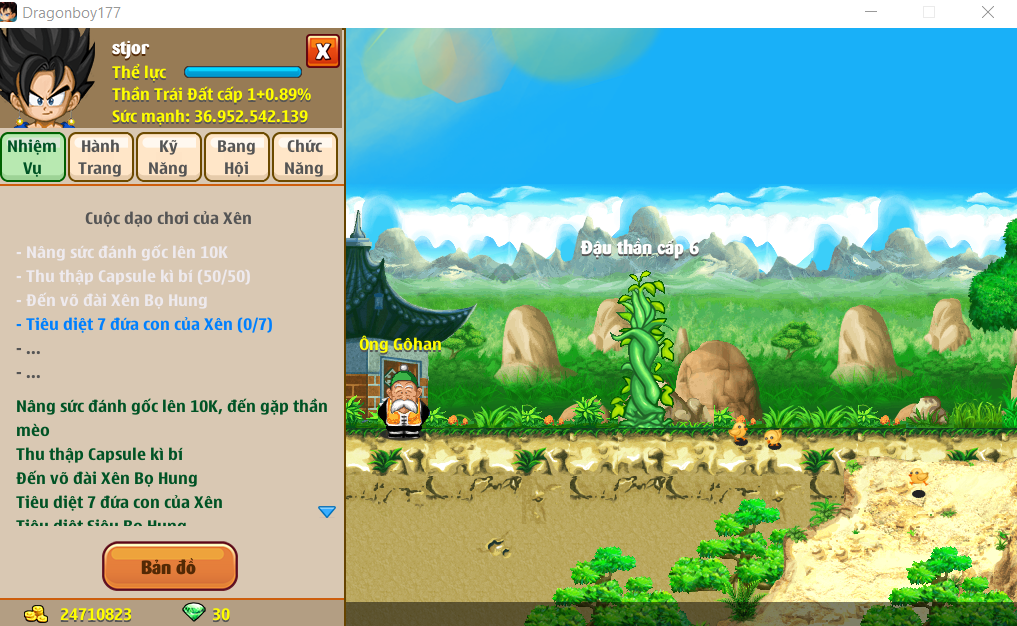 Dragonboy177
stjor
X
Thể lực
Thần Trái Đất cấp 1+0.89%
Sức mạnh: 36.952.542.139
Nhiệm Hành Kỹ Bang Chức
Vụ Trang Năng Hội Năng
Cuộc dạo chơi của Xên
- Nâng sức đánh gốc lên 10K
- Thu thập Capsule kì bí (50/50)
- Đến võ đài Xên Bọ Hung
- Tiêu diệt 7 đứa con của Xên (0/7)
- ...
- ...
Nâng sức đánh gốc lên 10K, đến gặp thần
mèo
Thu thập Capsule kì bí
Đến võ đài Xên Bọ Hung
Tiêu diệt 7 đứa con của Xên
Tiêu diệt Siêu Bọ Hung
Bản đồ
24710823 30
Đậu thần cấp 6
Ông Gôhan